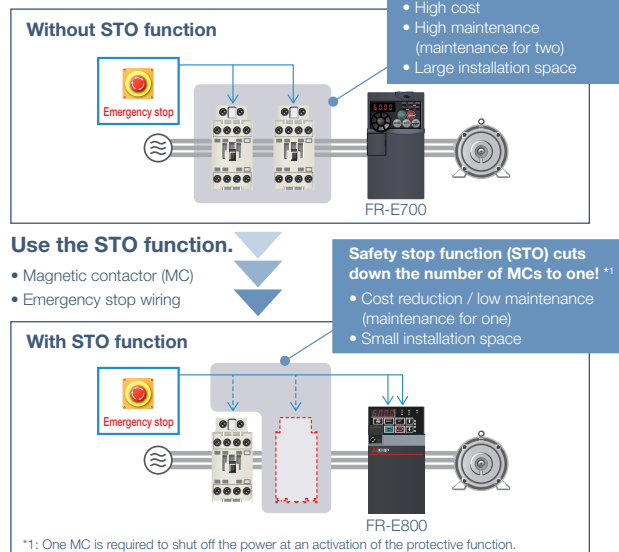 • High cost
• High maintenance
(maintenance for two)
• Large installation space
Without STO function
Emergency stop
FR-E700
Use the STO function.
• Magnetic contactor (MC)
• Emergency stop wiring
Safety stop function (STO) cuts
down the number of MCs to one! *1
• Cost reduction / low maintenance
(maintenance for one)
• Small installation space
With STO function
Emergency stop
FR-E800
*1: One MC is required to shut off the power at an activation of the protective function.